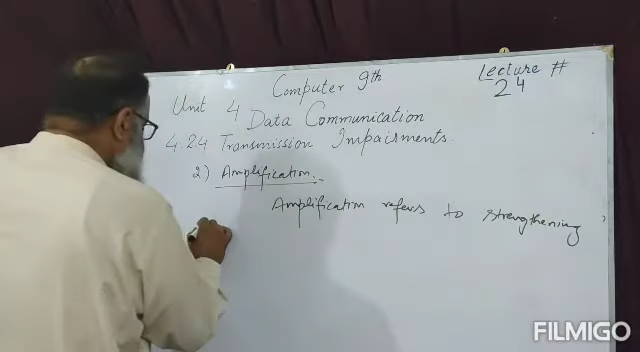 Computer 9th
Lecture #
24
Unit 4 Data Communication
4.24 Transmission Impairments.
2) Amplification:-
Amplification refers to strengthening
FILMIGO